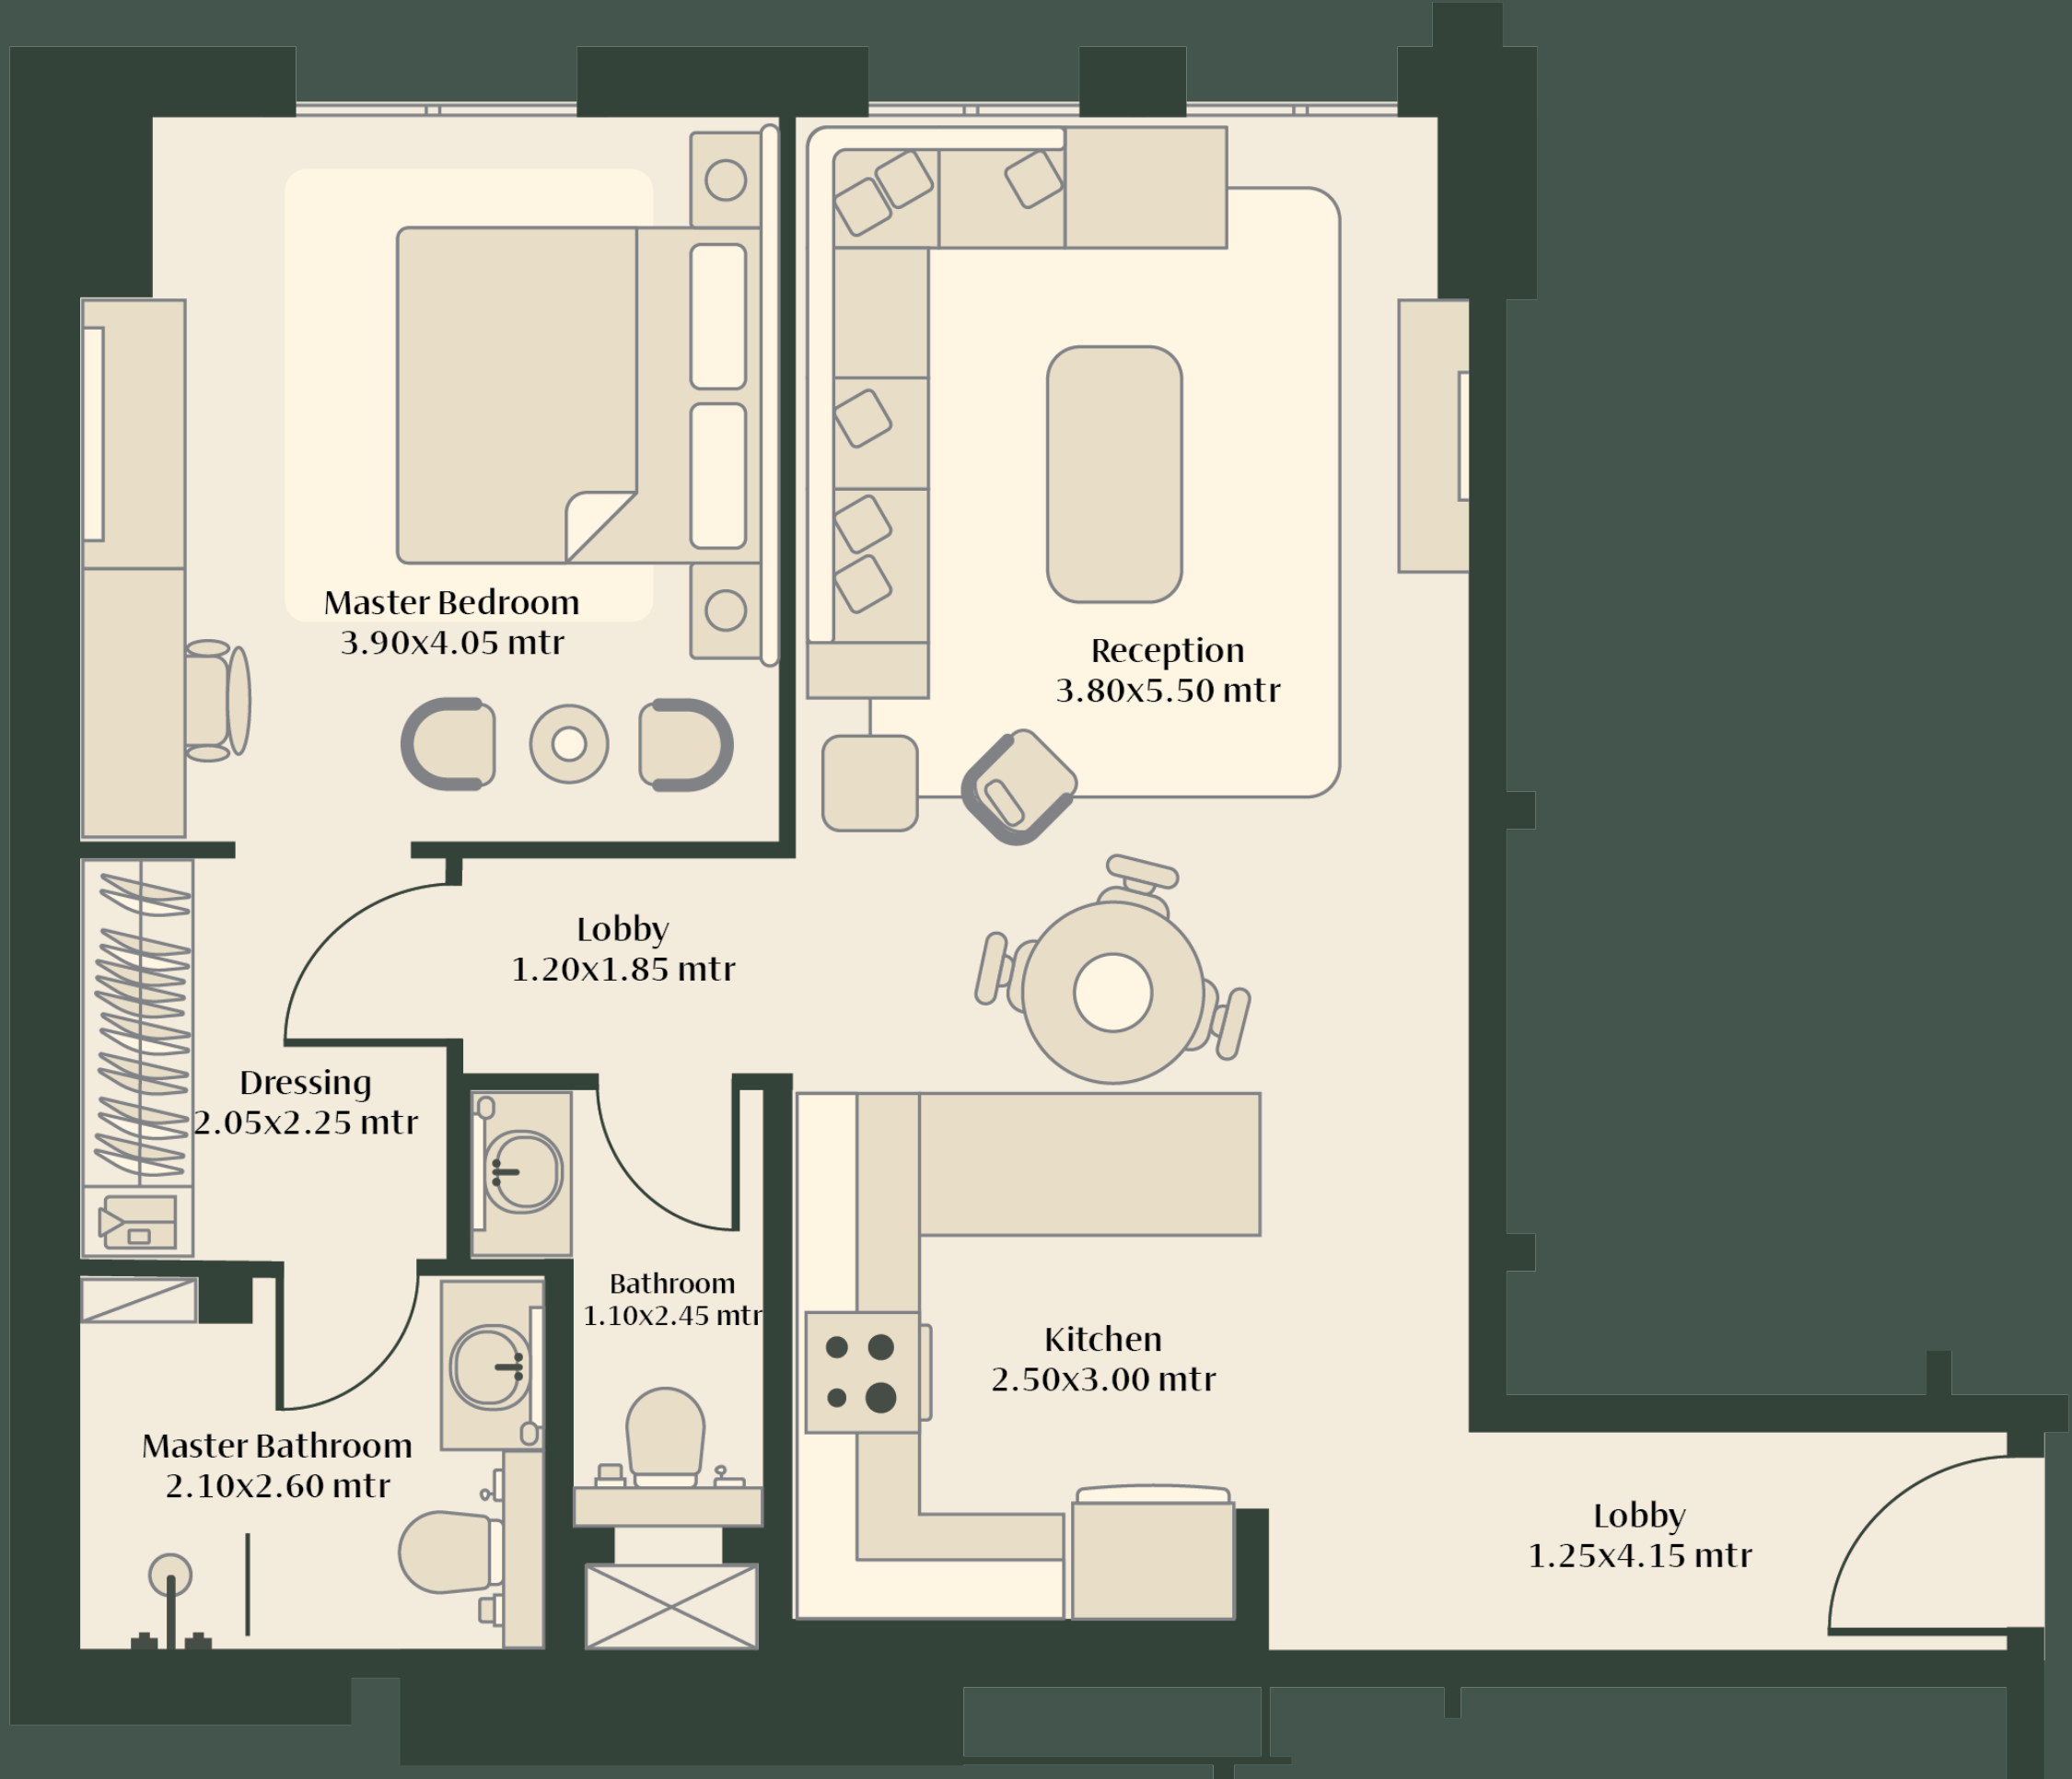 Master Bedroom
3.90x4.05 mtr
Reception
3.80x5.50 mtr
Lobby
1.20x1.85 mtr
Dressing
2.05x2.25 mtr
Bathroom
1.10x2.45 mtr
Kitchen
2.50x3.00 mtr
Master Bathroom
2.10x2.60 mtr
Lobby
1.25x4.15 mtr